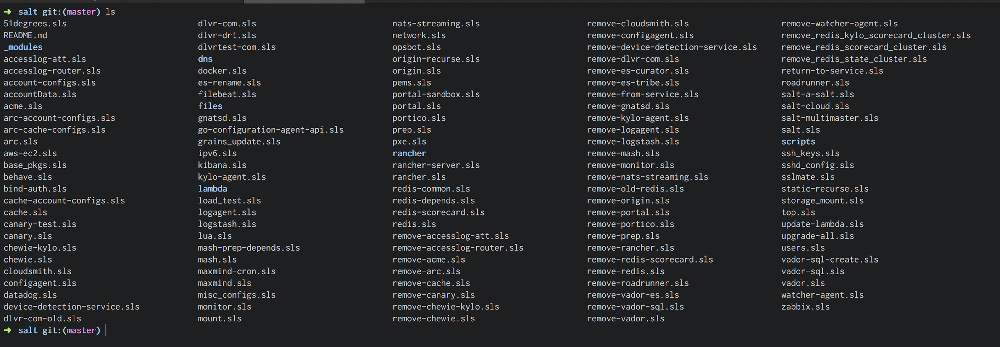 ➜  salt git:(master) ls
51degrees.sls dlvr-com.sls nats-streaming.sls remove-cloudsmith.sls remove-watcher-agent.sls
README.md dlvr-drt.sls network.sls remove-configagent.sls remove_redis_kylo_scorecard_cluster.sls
_modules dlvrtest-com.sls opsbot.sls remove-device-detection-service.sls remove_redis_scorecard_cluster.sls
accesslog-att.sls dns origin-recurse.sls remove-dlvr-com.sls remove_redis_state_cluster.sls
accesslog-router.sls docker.sls origin.sls remove-es-curator.sls return-to-service.sls
account-configs.sls es-rename.sls pems.sls remove-es-tribe.sls roadrunner.sls
accountData.sls filebeat.sls portal-sandbox.sls remove-from-service.sls salt-a-salt.sls
acme.sls files portal.sls remove-gnatsd.sls salt-cloud.sls
arc-account-configs.sls gnatsd.sls portico.sls remove-kylo-agent.sls salt-multimaster.sls
arc-cache-configs.sls go-configuration-agent-api.sls prep.sls remove-logagent.sls salt.sls
arc.sls grains_update.sls pxe.sls remove-logstash.sls scripts
aws-ec2.sls ipv6.sls rancher remove-mash.sls ssh_keys.sls
base_pkgs.sls kibana.sls rancher-server.sls remove-monitor.sls sshd_config.sls
behave.sls kylo-agent.sls rancher.sls remove-nats-streaming.sls sslmate.sls
bind-auth.sls lambda redis-common.sls remove-old-redis.sls static-recurse.sls
cache-account-configs.sls load_test.sls redis-depends.sls remove-origin.sls storage_mount.sls
cache.sls logagent.sls redis-scorecard.sls remove-portal.sls top.sls
canary-test.sls logstash.sls redis.sls remove-portico.sls update-lambda.sls
canary.sls lua.sls remove-accesslog-att.sls remove-prep.sls upgrade-all.sls
chewie-kylo.sls mash-prep-depends.sls remove-accesslog-router.sls remove-rancher.sls users.sls
chewie.sls mash.sls remove-acme.sls remove-redis-scorecard.sls vador-sql-create.sls
cloudsmith.sls maxmind-cron.sls remove-arc.sls remove-redis.sls vador-sql.sls
configagent.sls maxmind.sls remove-cache.sls remove-roadrunner.sls vador.sls
datadog.sls misc_configs.sls remove-canary.sls remove-vador-es.sls watcher-agent.sls
device-detection-service.sls monitor.sls remove-chewie-kylo.sls remove-vador-sql.sls zabbix.sls
dlvr-com-old.sls mount.sls remove-chewie.sls remove-vador.sls
➜  salt git:(master)